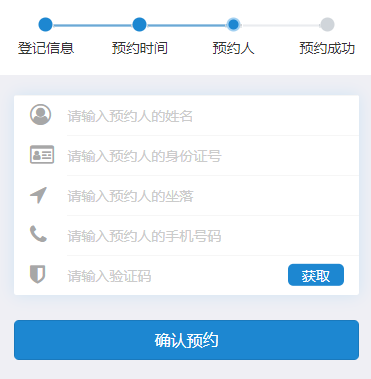 登记信息 预约时间 预约人 预约成功
请输入预约人的姓名
请输入预约人的身份证号
请输入预约人的坐落
请输入预约人的手机号码
请输入验证码 获取
确认预约